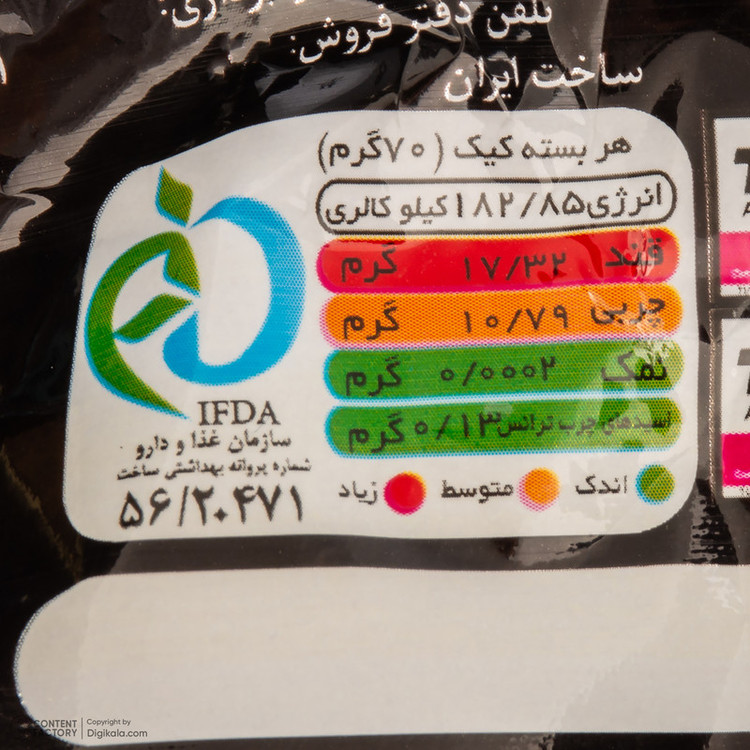 تلفن دفتر فروش:
ساخت ایران
هر بسته کیک (۷۰گرم)
انرژی ۱۸۲/۸۵ کیلو کالری
قند ۱۷/۳۲ گرم
چربی ۱۰/۷۹ گرم
نمک ۰/۰۰۰۲ گرم
اسیدهای چرب ترانس ۰/۱۳ گرم
اندک متوسط زیاد
IFDA
سازمان غذا و دارو
شماره پروانه بهداشتی ساخت
۵۶/۲۰۴۷۱
CONTENT FACTORY | Copyright by Digikala.com